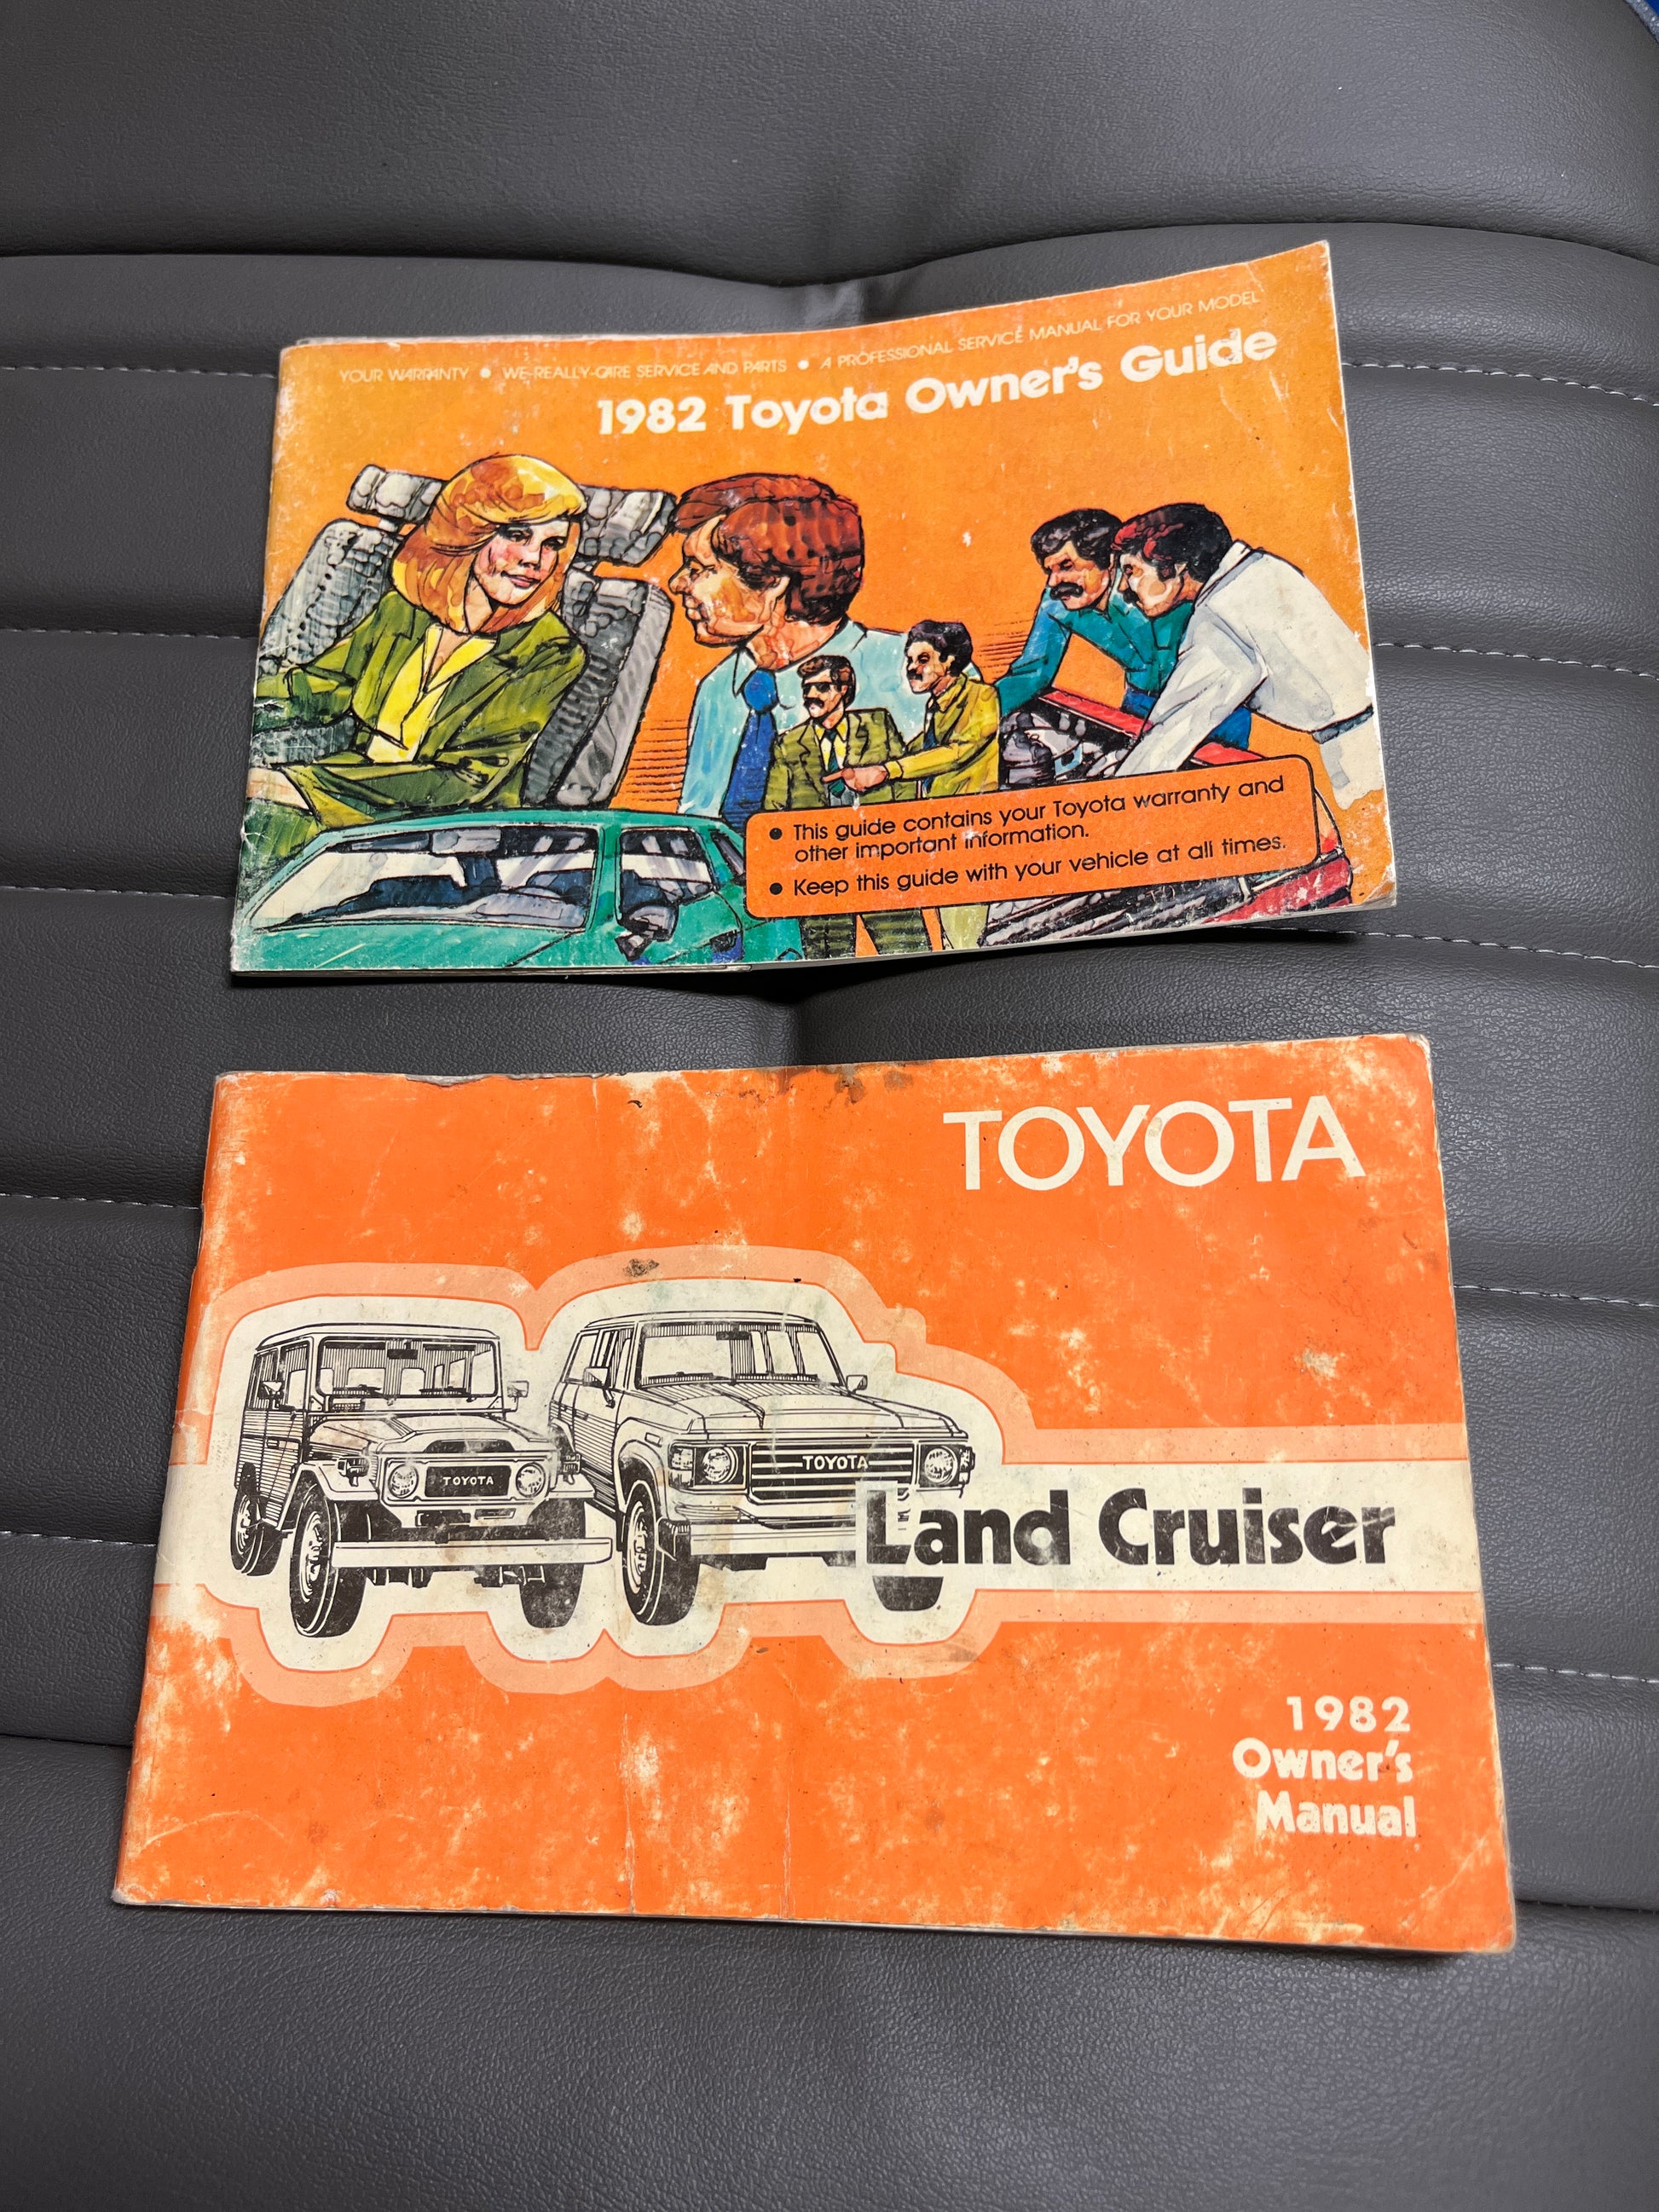 YOUR WARRANTY • WE-REALLY-CARE SERVICE AND PARTS • A PROFESSIONAL SERVICE MANUAL FOR YOUR MODEL
1982 Toyota Owner's Guide
• This guide contains your Toyota warranty and
other important information.
• Keep this guide with your vehicle at all times.
TOYOTA
TOYOTA
TOYOTA
Land Cruiser
1982
Owner's
Manual